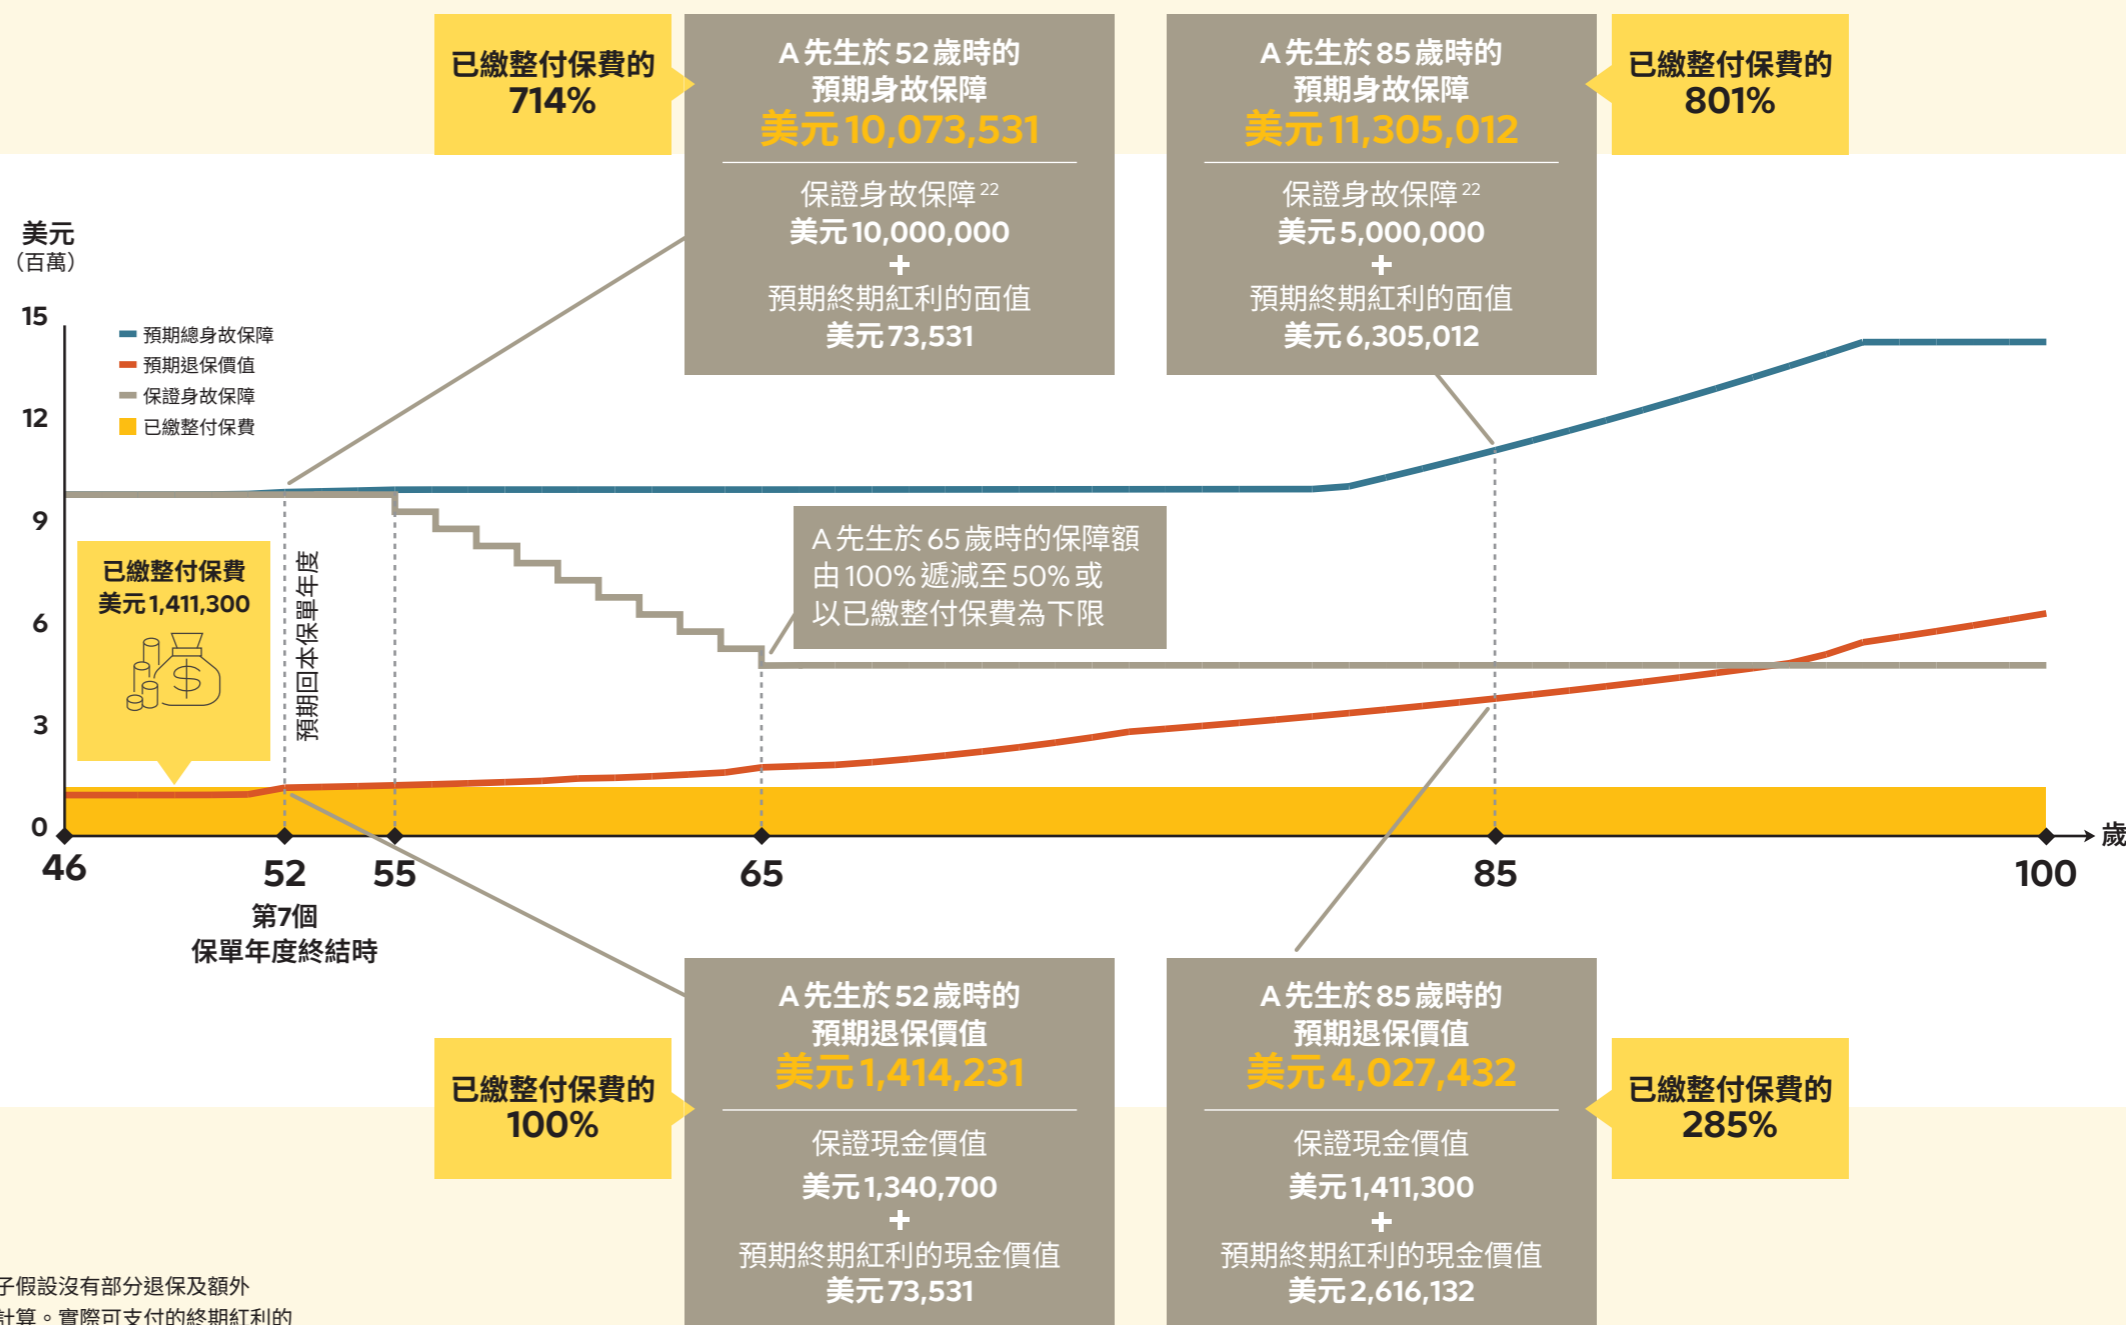 已繳整付保費的
714%
A先生於52歲時的
預期身故保障
美元10,073,531
保證身故保障22
美元10,000,000
+
預期終期紅利的面值
美元73,531
A先生於85歲時的
預期身故保障
美元11,305,012
保證身故保障22
美元5,000,000
+
預期終期紅利的面值
美元6,305,012
已繳整付保費的
801%
美元
（百萬）
15
12
9
6
3
0
預期總身故保障
預期退保價值
保證身故保障
已繳整付保費
已繳整付保費
美元1,411,300
預期回本保單年度
A先生於65歲時的保障額
由100%遞減至50%或
以已繳整付保費為下限
46
52
55
65
85
100
歲
第7個
保單年度終結時
已繳整付保費的
100%
A先生於52歲時的
預期退保價值
美元1,414,231
保證現金價值
美元1,340,700
+
預期終期紅利的現金價值
美元73,531
A先生於85歲時的
預期退保價值
美元4,027,432
保證現金價值
美元1,411,300
+
預期終期紅利的現金價值
美元2,616,132
已繳整付保費的
285%
子假設沒有部分退保及額外
計算。實際可支付的終期紅利的